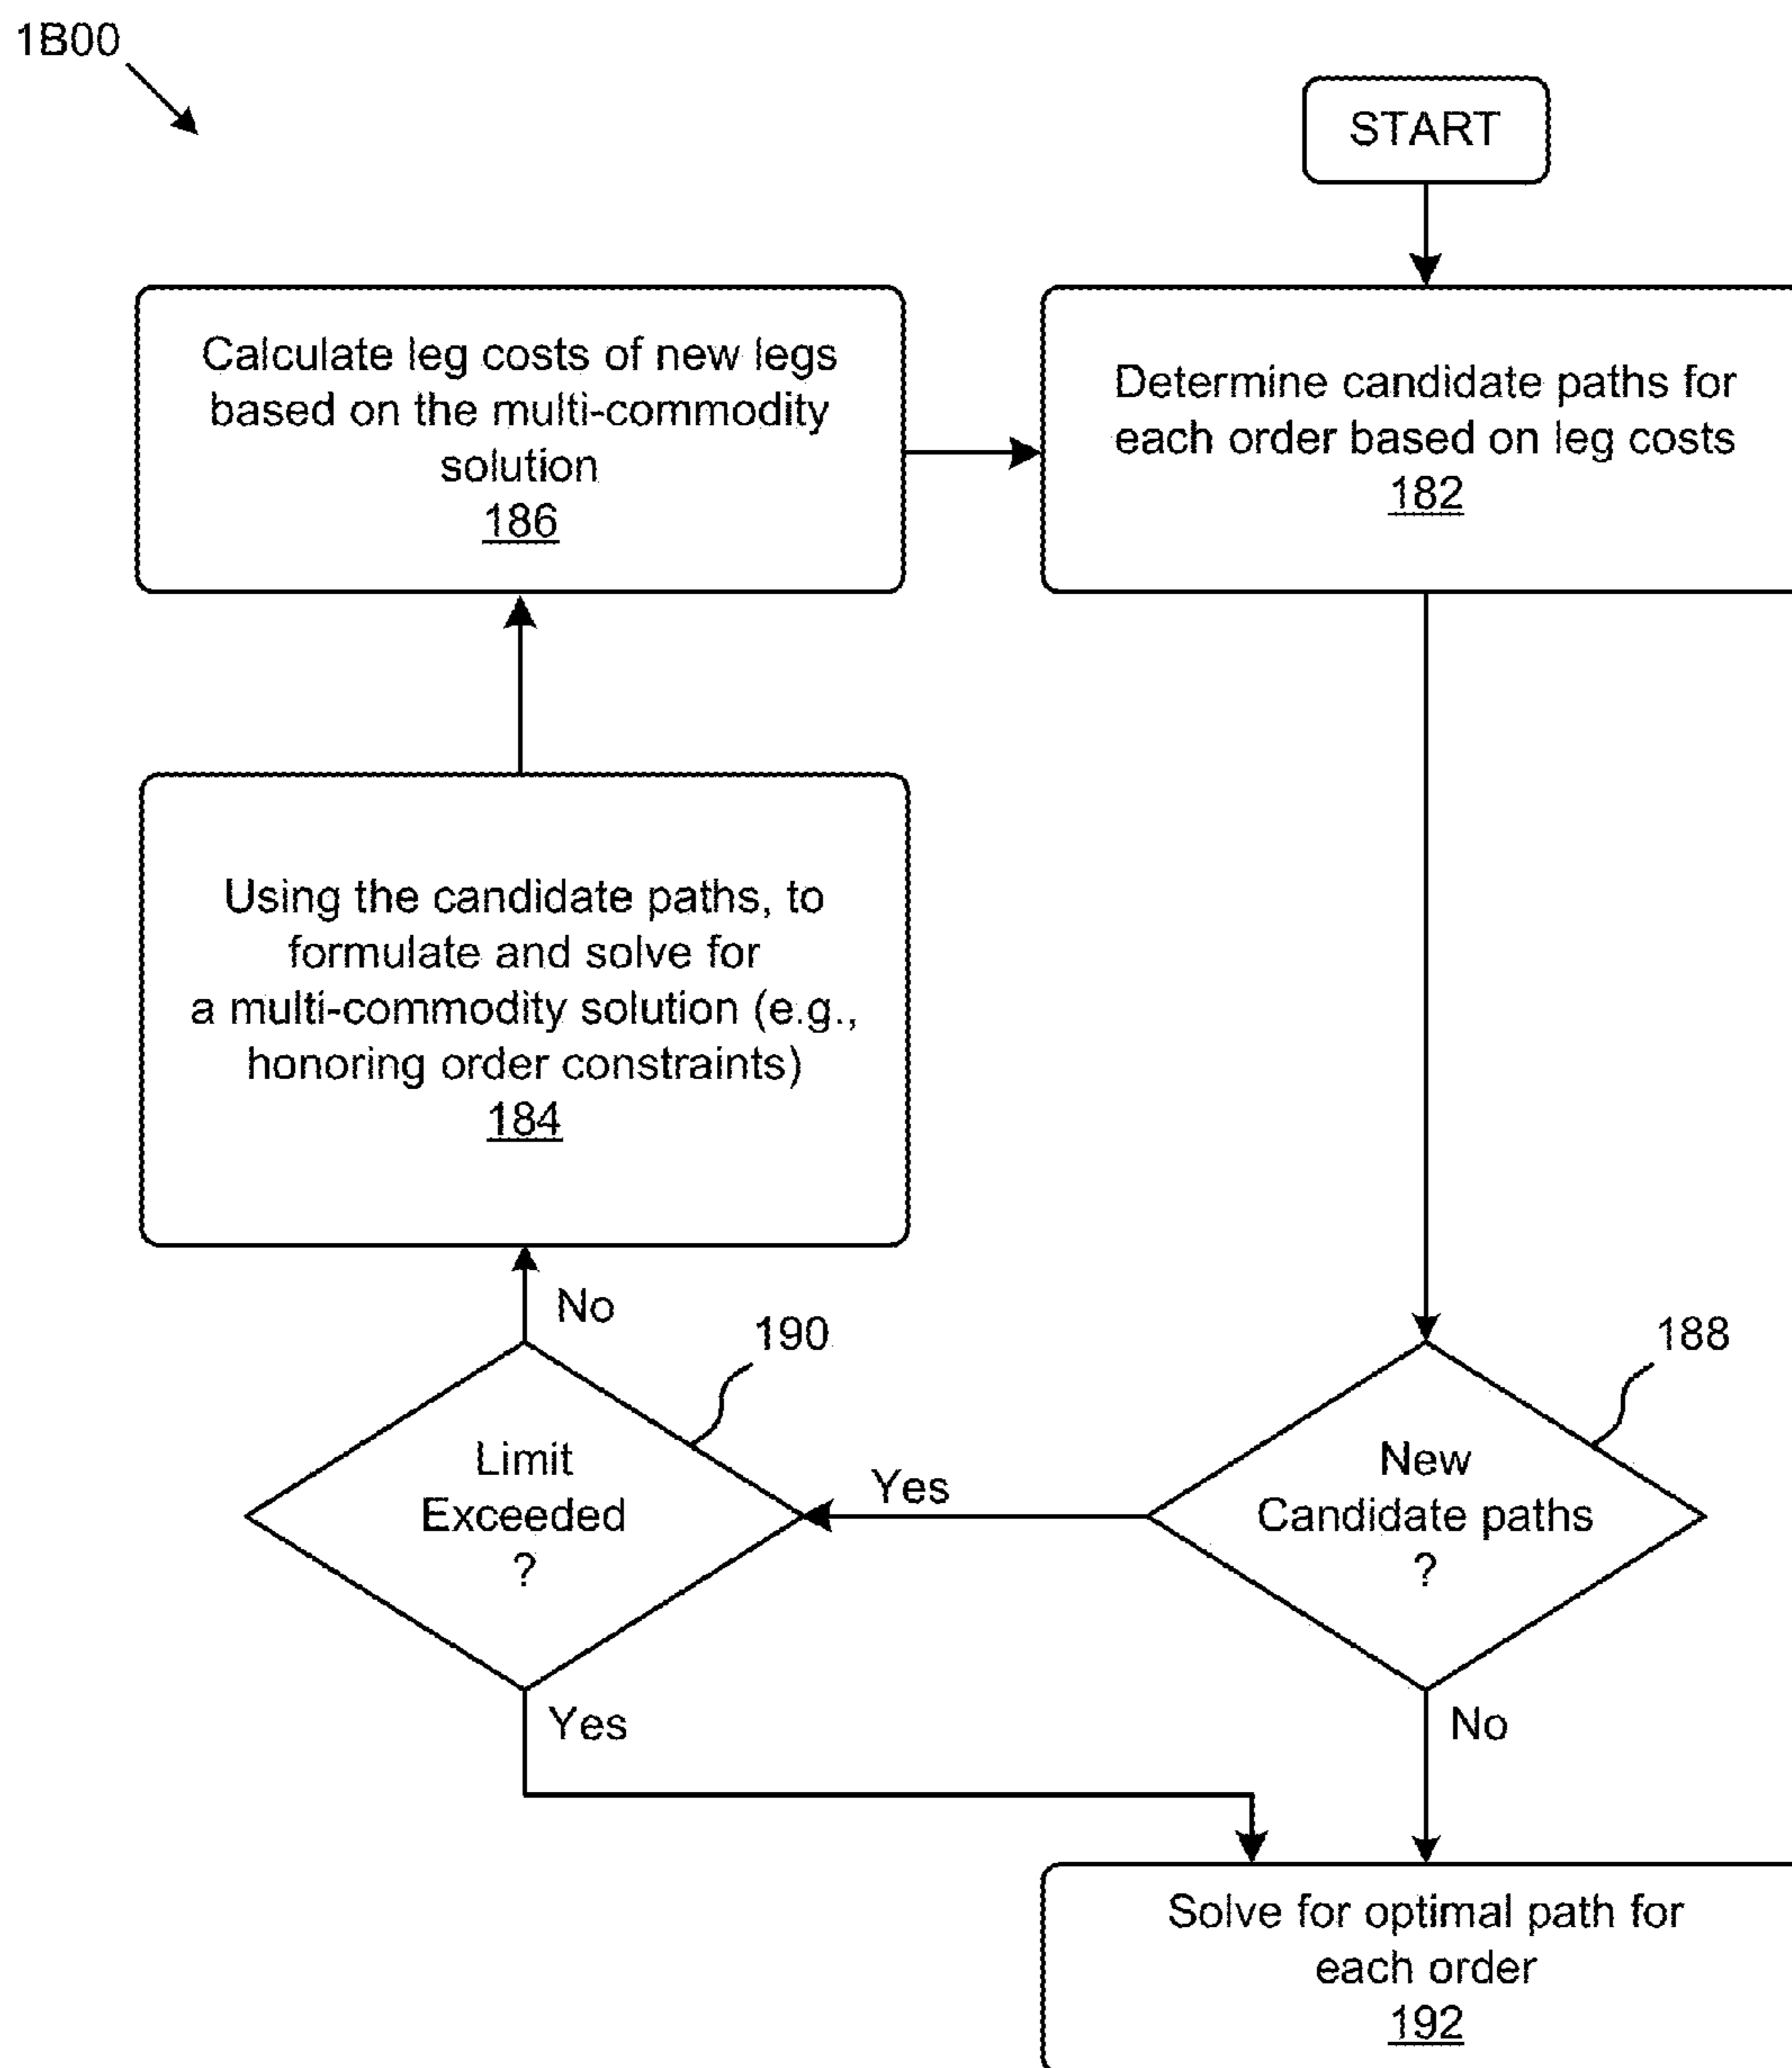 1B00
START
Calculate leg costs of new legs
based on the multi-commodity
solution
186
Determine candidate paths for
each order based on leg costs
182
Using the candidate paths, to
formulate and solve for
a multi-commodity solution (e.g.,
honoring order constraints)
184
No
190
188
Limit
Exceeded
?
Yes
New
Candidate paths
?
Yes
No
Solve for optimal path for
each order
192